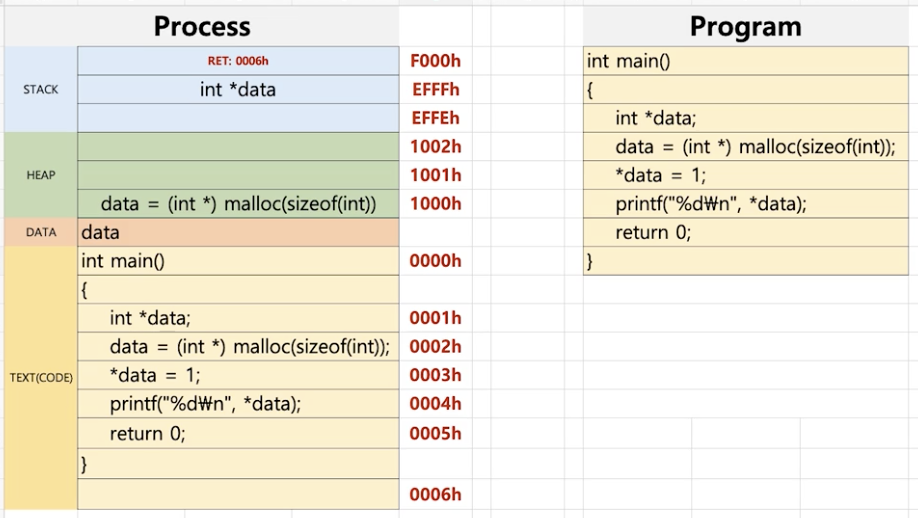 Process Program
RET: 0006h F000h int main()
STACK int *data EFFFh {
EFFEh int *data;
1002h data = (int *) malloc(sizeof(int));
HEAP 1001h *data = 1;
data = (int *) malloc(sizeof(int)) 1000h printf("%d₩n", *data);
DATA data return 0;
int main() 0000h }
{
int *data; 0001h
data = (int *) malloc(sizeof(int)); 0002h
TEXT(CODE) *data = 1; 0003h
printf("%d₩n", *data); 0004h
return 0; 0005h
}
0006h